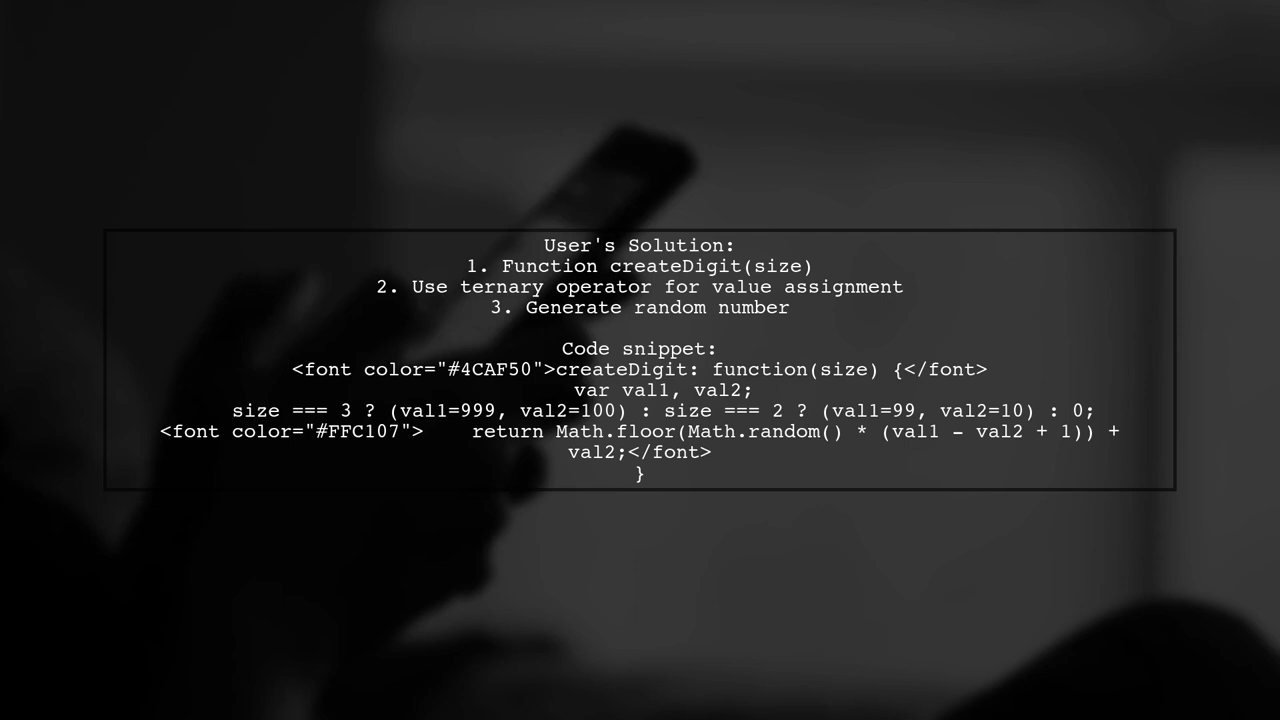 User's Solution:
1. Function createDigit(size)
2. Use ternary operator for value assignment
3. Generate random number
Code snippet:
<font color="#4CAF50">createDigit: function(size) {</font>
var val1, val2;
size === 3 ? (val1=999, val2=100) : size === 2 ? (val1=99, val2=10) : 0;
<font color="#FFC107">    return Math.floor(Math.random() * (val1 – val2 + 1)) +
val2;</font>
}